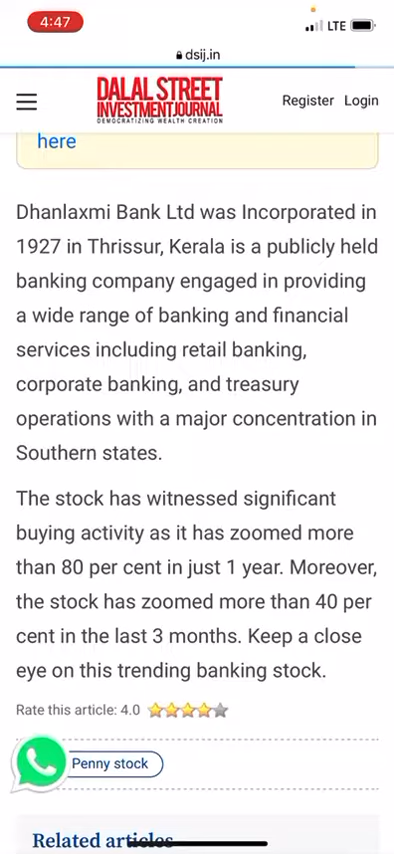 4:47
LTE
dsij.in
DALAL STREET
INVESTMENT JOURNAL
DEMOCRATIZING WEALTH CREATION
Register Login
here
Dhanlaxmi Bank Ltd was Incorporated in
1927 in Thrissur, Kerala is a publicly held
banking company engaged in providing
a wide range of banking and financial
services including retail banking,
corporate banking, and treasury
operations with a major concentration in
Southern states.
The stock has witnessed significant
buying activity as it has zoomed more
than 80 per cent in just 1 year. Moreover,
the stock has zoomed more than 40 per
cent in the last 3 months. Keep a close
eye on this trending banking stock.
Rate this article: 4.0
Penny stock
Related articles